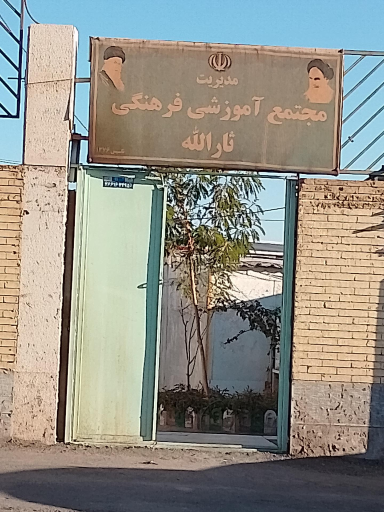 مدیریت
مجتمع آموزشی فرهنگی
ثارالله